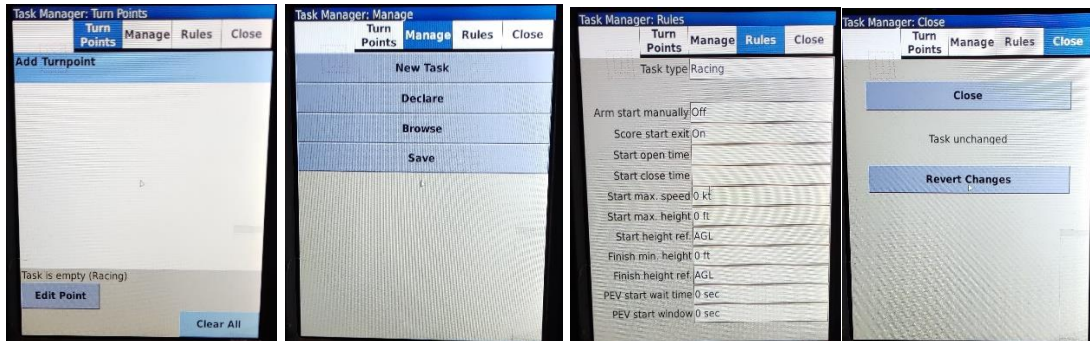 Task Manager: Turn Points
Turn Points Manage Rules Close
Add Turnpoint
Task is empty (Racing)
Edit Point
Clear All
Task Manager: Manage
Turn Points Manage Rules Close
New Task
Declare
Browse
Save
Task Manager: Rules
Turn Points Manage Rules Close
Task type Racing
Arm start manually Off
Score start exit On
Start open time
Start close time
Start max. speed 0 kt
Start max. height 0 ft
Start height ref. AGL
Finish min. height 0 ft
Finish height ref. AGL
PEV start wait time 0 sec
PEV start window 0 sec
Task Manager: Close
Turn Points Manage Rules Close
Close
Task unchanged
Revert Changes